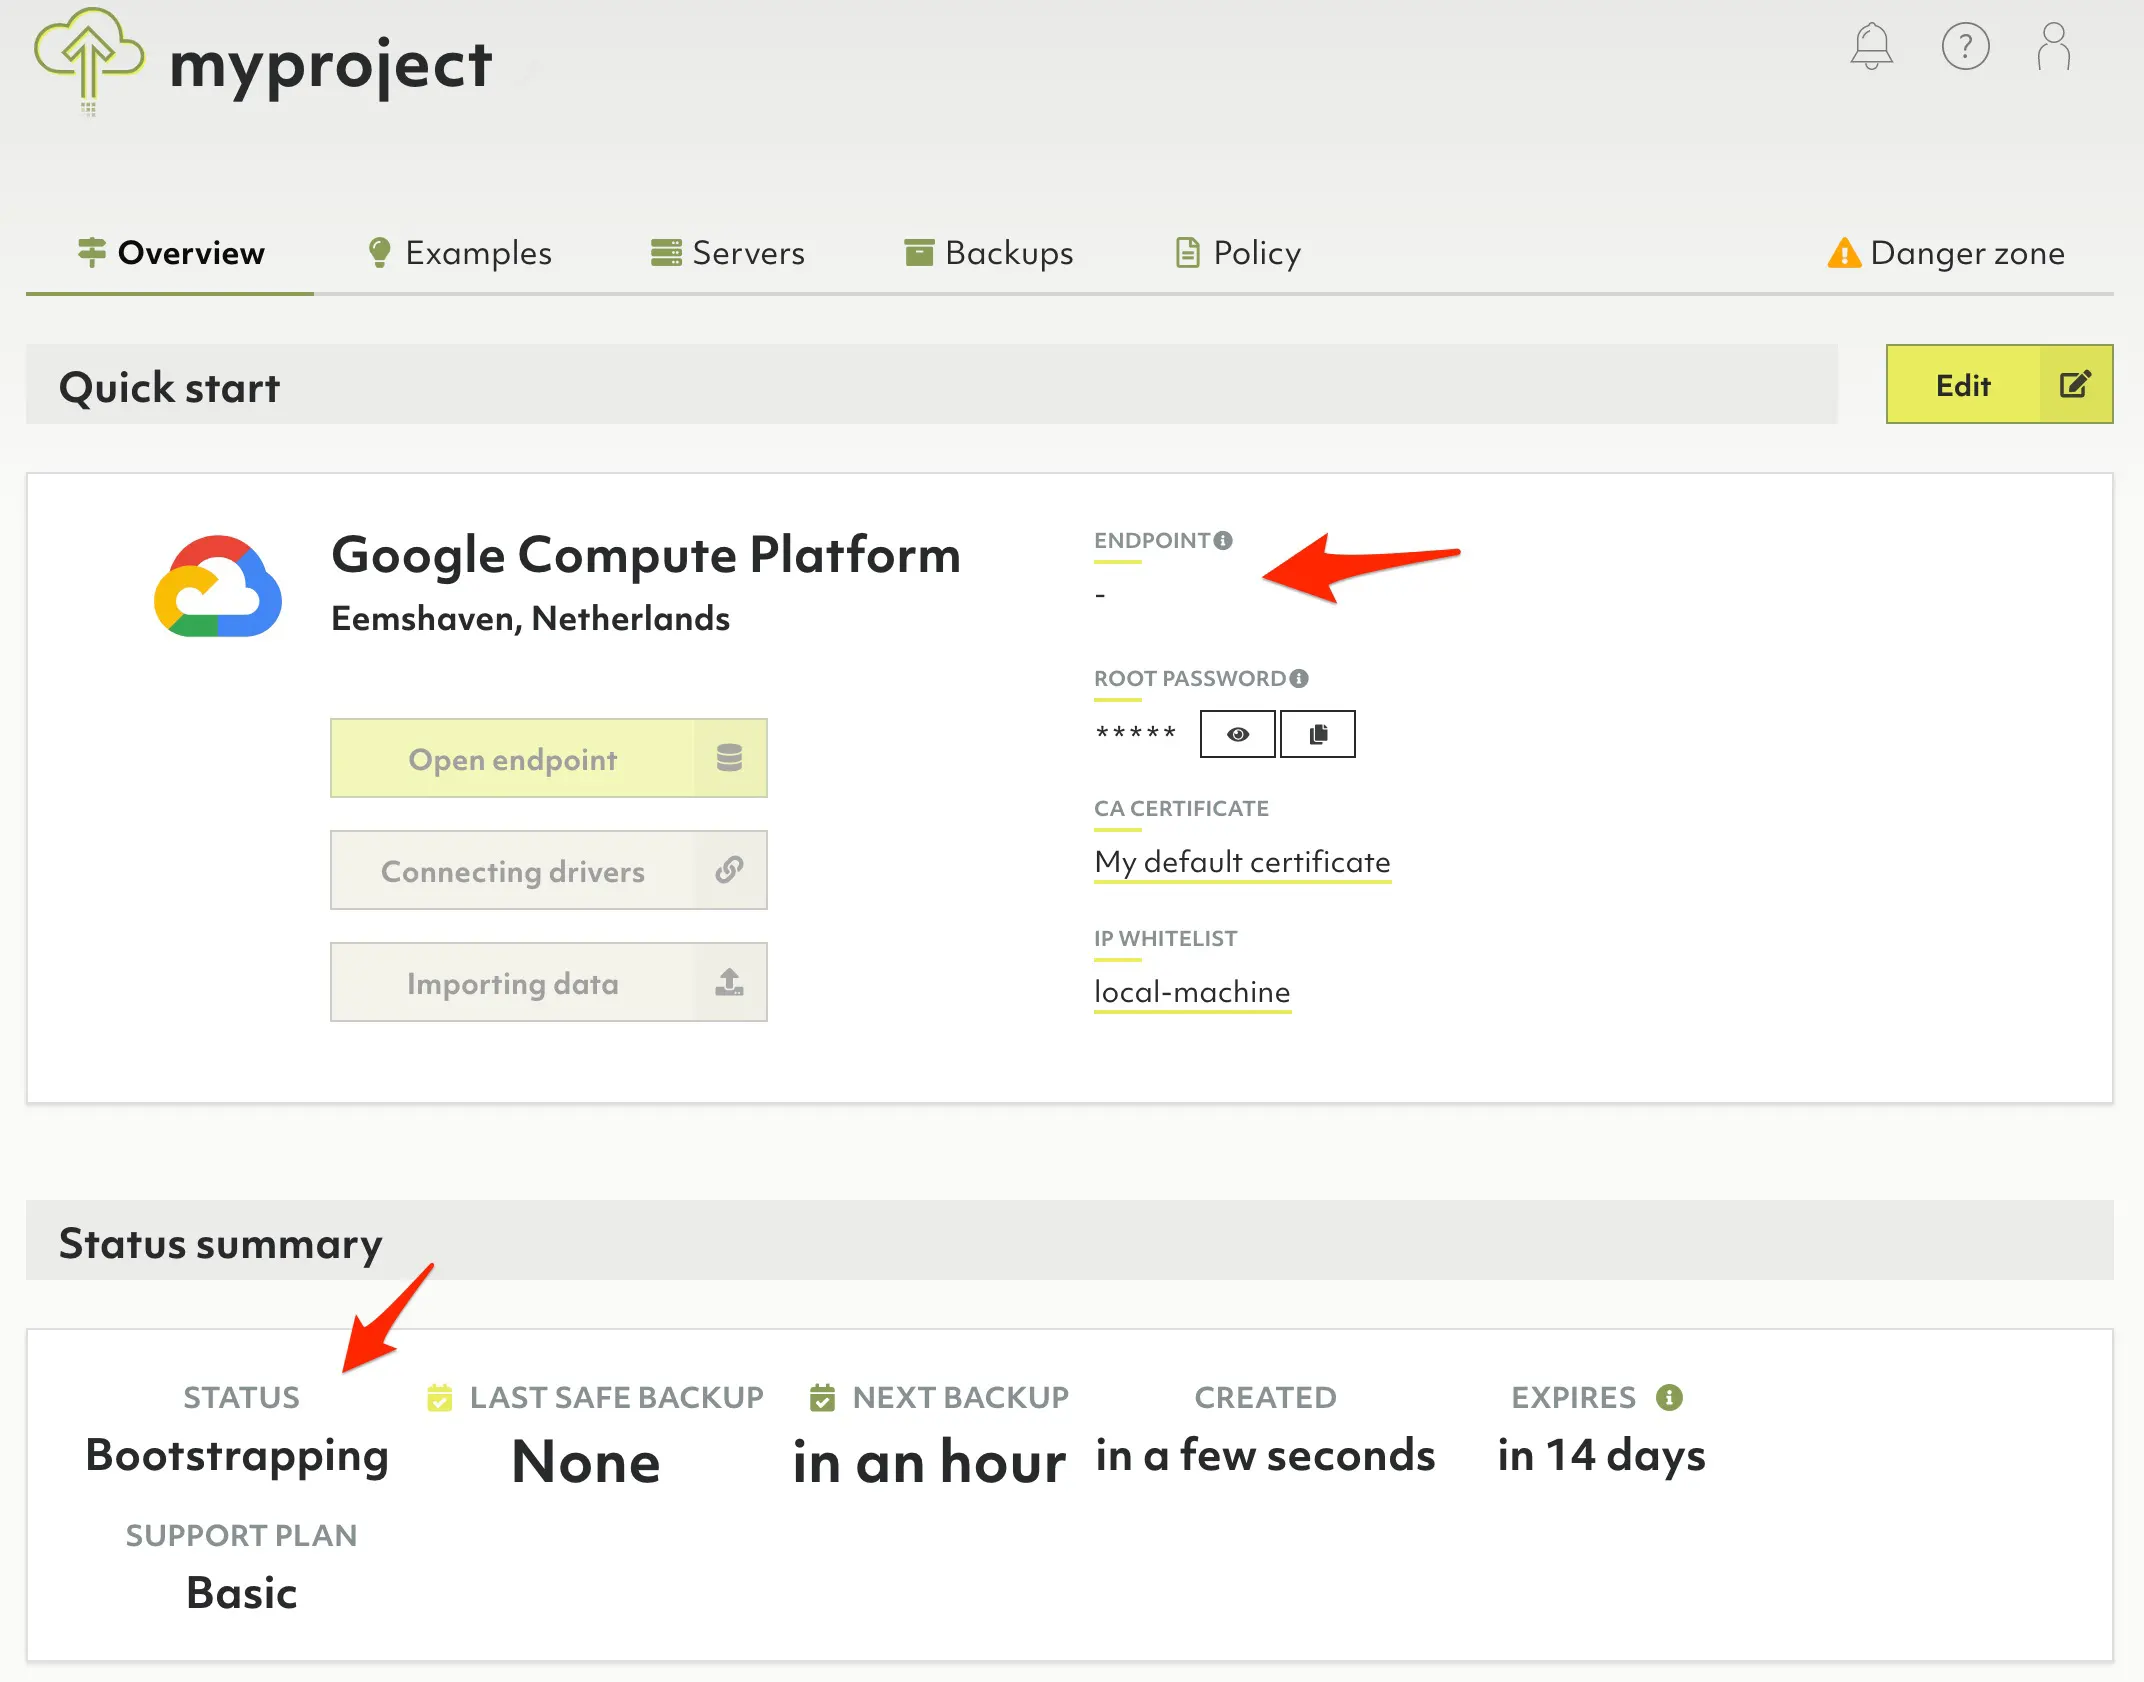 myproject
?
Overview
Examples
Servers
Backups
Policy
Danger zone
Quick start
Edit
Google Compute Platform
Eemshaven, Netherlands
Open endpoint
Connecting drivers
Importing data
ENDPOINT
-
ROOT PASSWORD
*****
CA CERTIFICATE
My default certificate
IP WHITELIST
local-machine
Status summary
STATUS
Bootstrapping
LAST SAFE BACKUP
None
NEXT BACKUP
in an hour
CREATED
in a few seconds
EXPIRES
in 14 days
SUPPORT PLAN
Basic